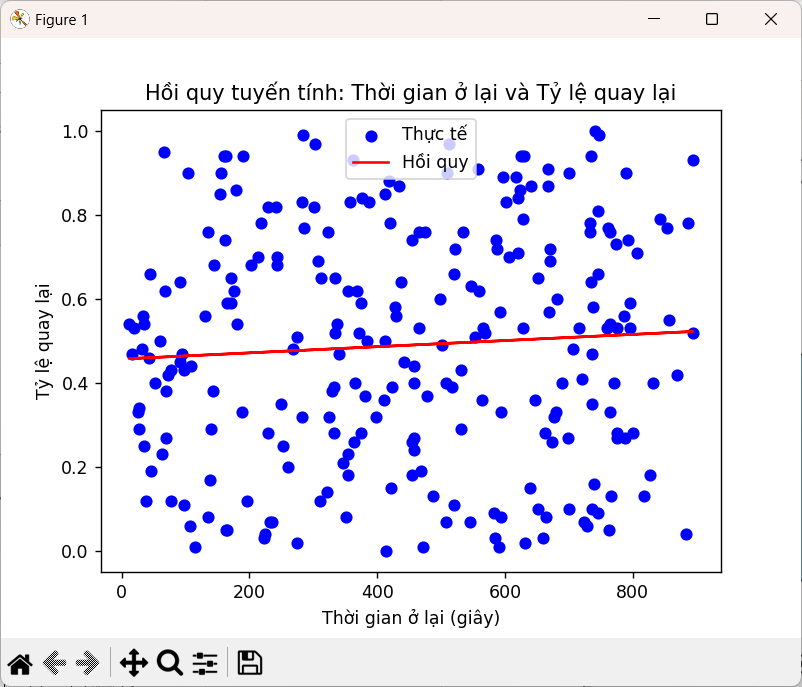 Figure 1
Hồi quy tuyến tính: Thời gian ở lại và Tỷ lệ quay lại
Thực tế
Hồi quy
Tỷ lệ quay lại
1.0
0.8
0.6
0.4
0.2
0.0
0
200
400
600
800
Thời gian ở lại (giây)